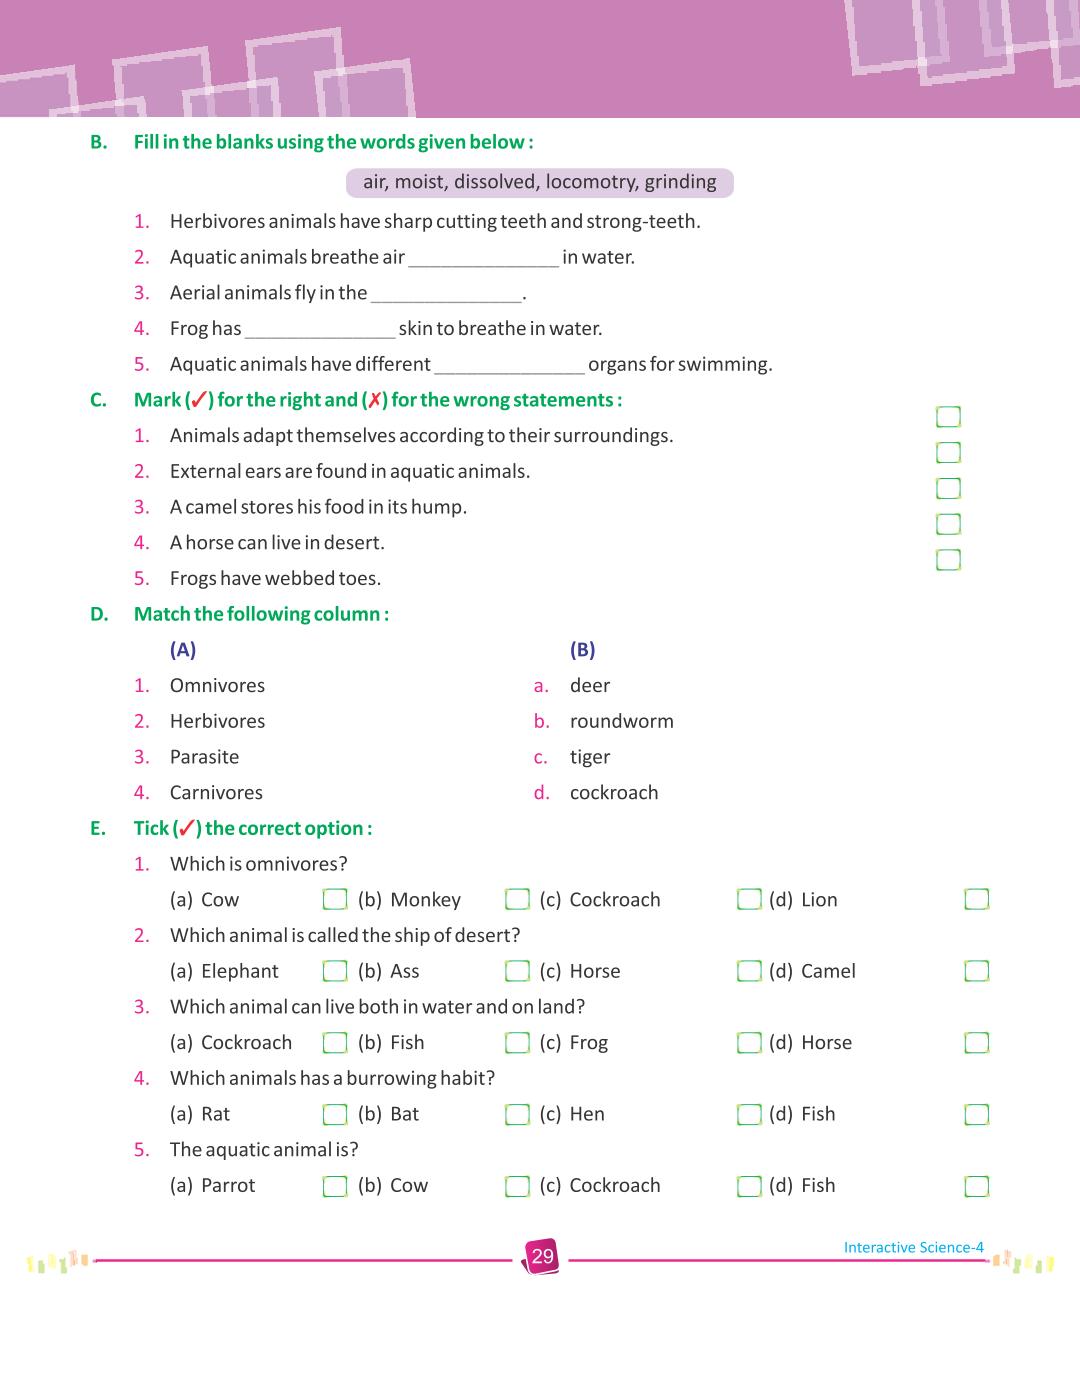 B. Fill in the blanks using the words given below :
air, moist, dissolved, locomotry, grinding
1. Herbivores animals have sharp cutting teeth and strong-teeth.
2. Aquatic animals breathe air ______________ in water.
3. Aerial animals fly in the ______________.
4. Frog has ______________ skin to breathe in water.
5. Aquatic animals have different ______________ organs for swimming.
C. Mark (✓) for the right and (✗) for the wrong statements :
1. Animals adapt themselves according to their surroundings.
2. External ears are found in aquatic animals.
3. A camel stores his food in its hump.
4. A horse can live in desert.
5. Frogs have webbed toes.
D. Match the following column :
(A) (B)
1. Omnivores a. deer
2. Herbivores b. roundworm
3. Parasite c. tiger
4. Carnivores d. cockroach
E. Tick (✓) the correct option :
1. Which is omnivores?
(a) Cow (b) Monkey (c) Cockroach (d) Lion
2. Which animal is called the ship of desert?
(a) Elephant (b) Ass (c) Horse (d) Camel
3. Which animal can live both in water and on land?
(a) Cockroach (b) Fish (c) Frog (d) Horse
4. Which animals has a burrowing habit?
(a) Rat (b) Bat (c) Hen (d) Fish
5. The aquatic animal is?
(a) Parrot (b) Cow (c) Cockroach (d) Fish
29
Interactive Science-4